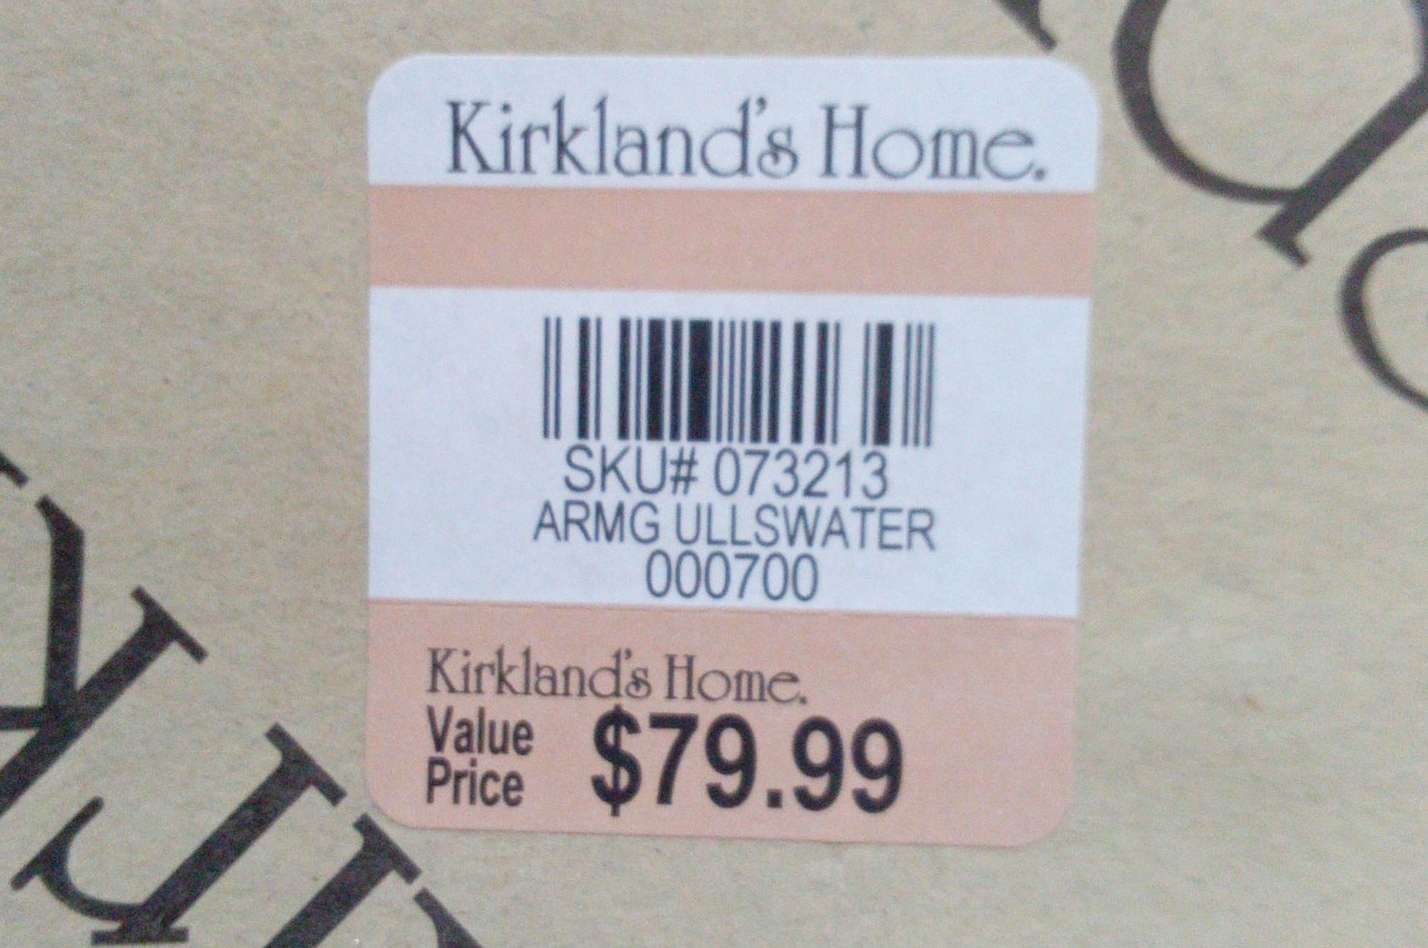 Kirkland's Home.
SKU# 073213
ARMG ULLSWATER
000700
Kirkland's Home.
Value
Price $79.99